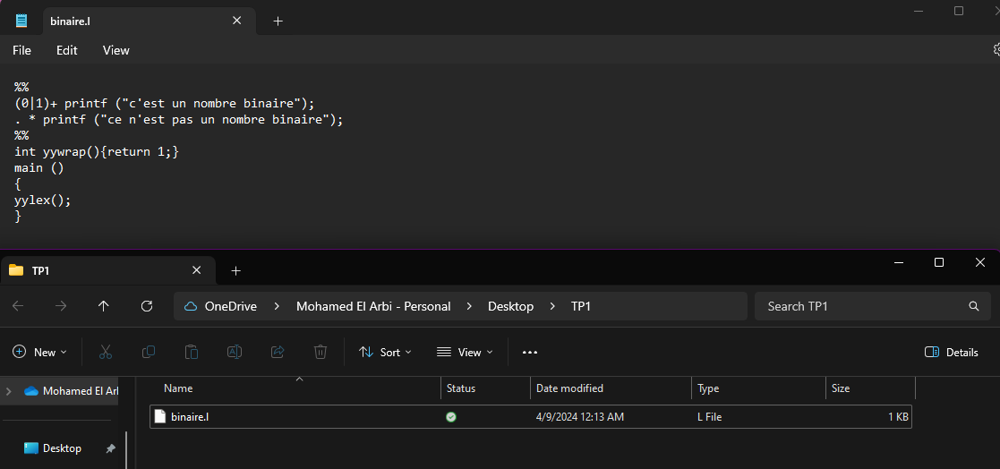 binaire.l
File Edit View
%%
(0|1)+ printf ("c'est un nombre binaire");
. * printf ("ce n'est pas un nombre binaire");
%%
int yywrap(){return 1;}
main ()
{
yylex();
}
TP1
OneDrive > Mohamed El Arbi - Personal > Desktop > TP1 Search TP1
New Sort View ... Details
Mohamed El Arl Name Status Date modified Type Size
binaire.l 4/9/2024 12:13 AM L File 1 KB
Desktop